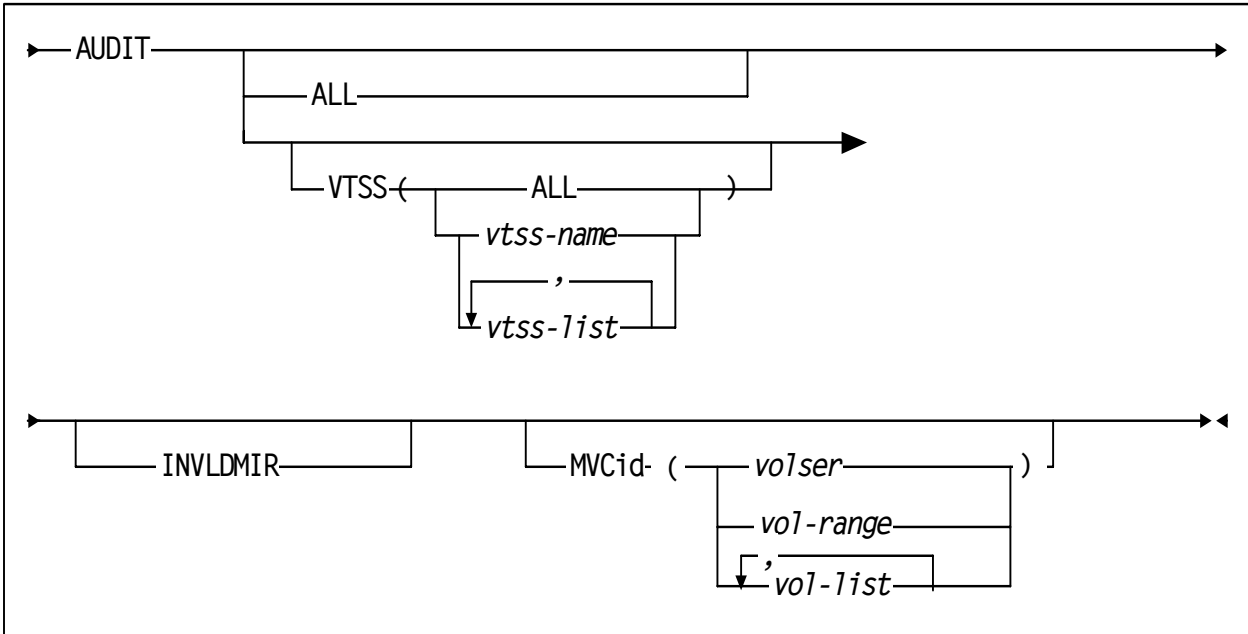 AUDIT
ALL
VTSS( ALL )
vtss-name
,
vtss-list
INVLDMIR
MVCid ( volser )
vol-range
,
vol-list